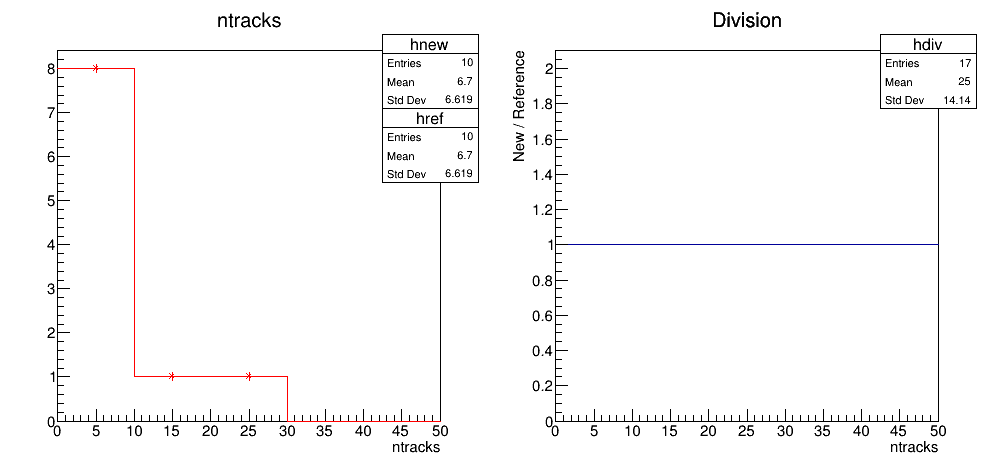 ntracks
hnew
Entries 10
Mean 6.7
Std Dev 6.619
href
Entries 10
Mean 6.7
Std Dev 6.619
8
7
6
5
4
3
2
1
0
0 5 10 15 20 25 30 35 40 45 50
ntracks
Division
hdiv
Entries 17
Mean 25
Std Dev 14.14
New / Reference
2
1.8
1.6
1.4
1.2
1
0.8
0.6
0.4
0.2
0
0 5 10 15 20 25 30 35 40 45 50
ntracks